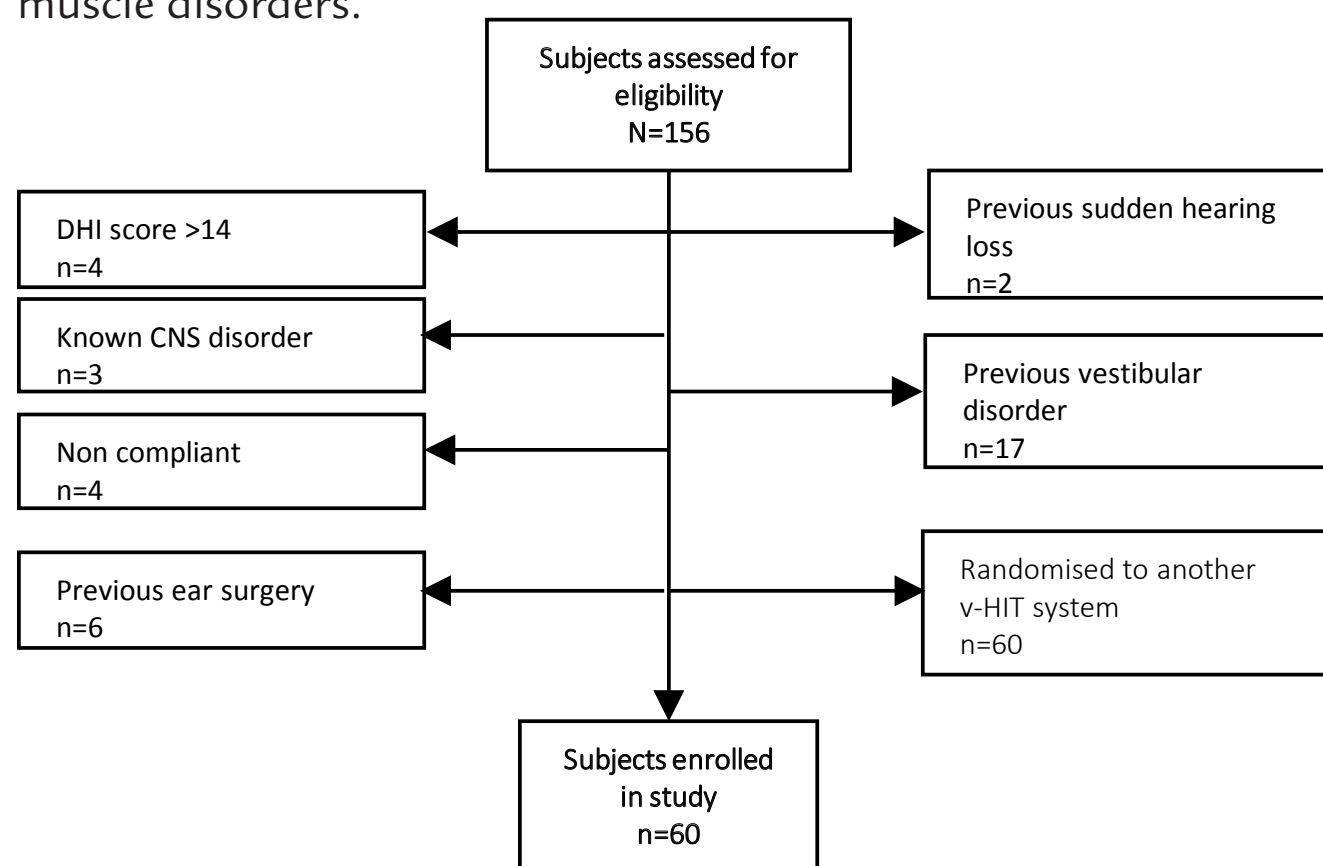 muscle disorders.
Subjects assessed for
eligibility
N=156
DHI score >14
n=4
Previous sudden hearing
loss
n=2
Known CNS disorder
n=3
Previous vestibular
disorder
n=17
Non compliant
n=4
Previous ear surgery
n=6
Randomised to another
v-HIT system
n=60
Subjects enrolled
in study
n=60